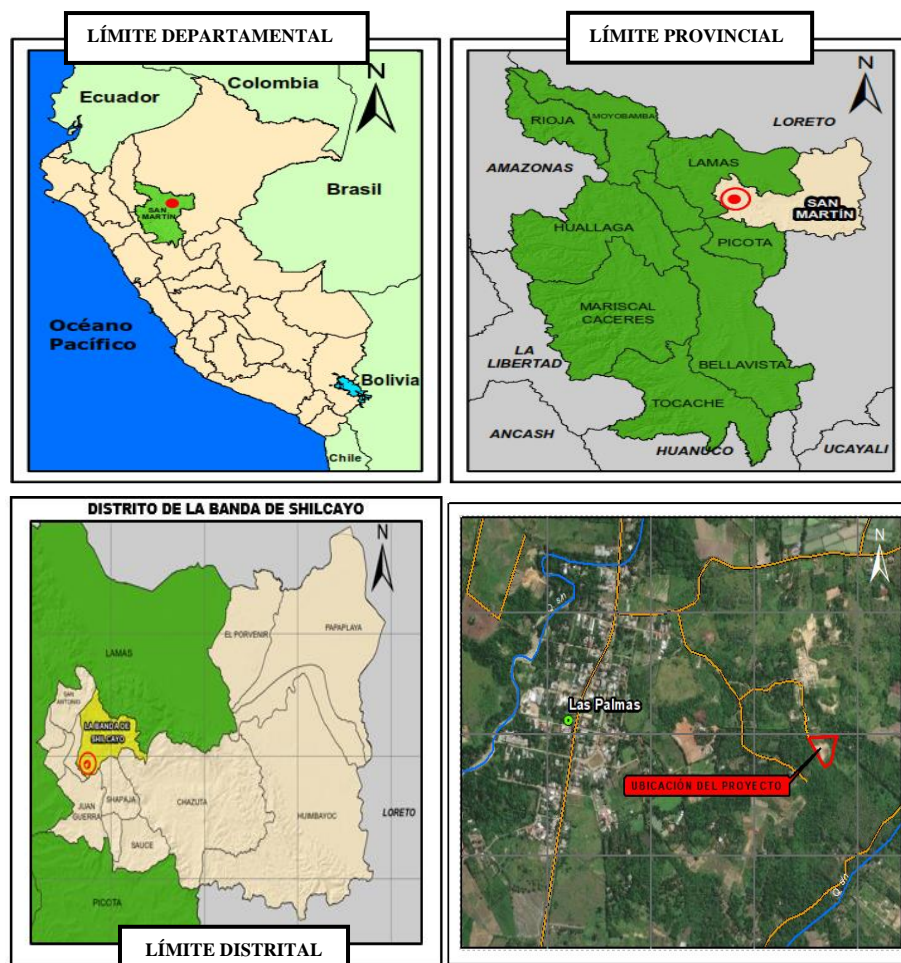 LÍMITE DEPARTAMENTAL
N
Colombia
Ecuador
Brasil
SAN
MARTÍN
Océano
Pacífico
Bolivia
Chile
LÍMITE PROVINCIAL
N
LORETO
RIOJA
MOYOBAMBA
AMAZONAS
LAMAS
SAN
MARTÍN
HUALLAGA
PICOTA
MARISCAL
CACERES
LA
LIBERTAD
BELLAVISTA
TOCACHE
ANCASH
HUANUCO
UCAYALI
DISTRITO DE LA BANDA DE SHILCAYO
N
EL PORVENIR
PAPAPLAYA
LAMAS
SAN
ANTONIO
LA BANDA DE
SHILCAYO
JUAN
GUERRA
SHAPAJA
CHAZUTA
HUIMBAYOC
LORETO
SAUCE
PICOTA
LÍMITE DISTRITAL
N
Q. s/n
Las Palmas
UBICACIÓN DEL PROYECTO
Q. s/n